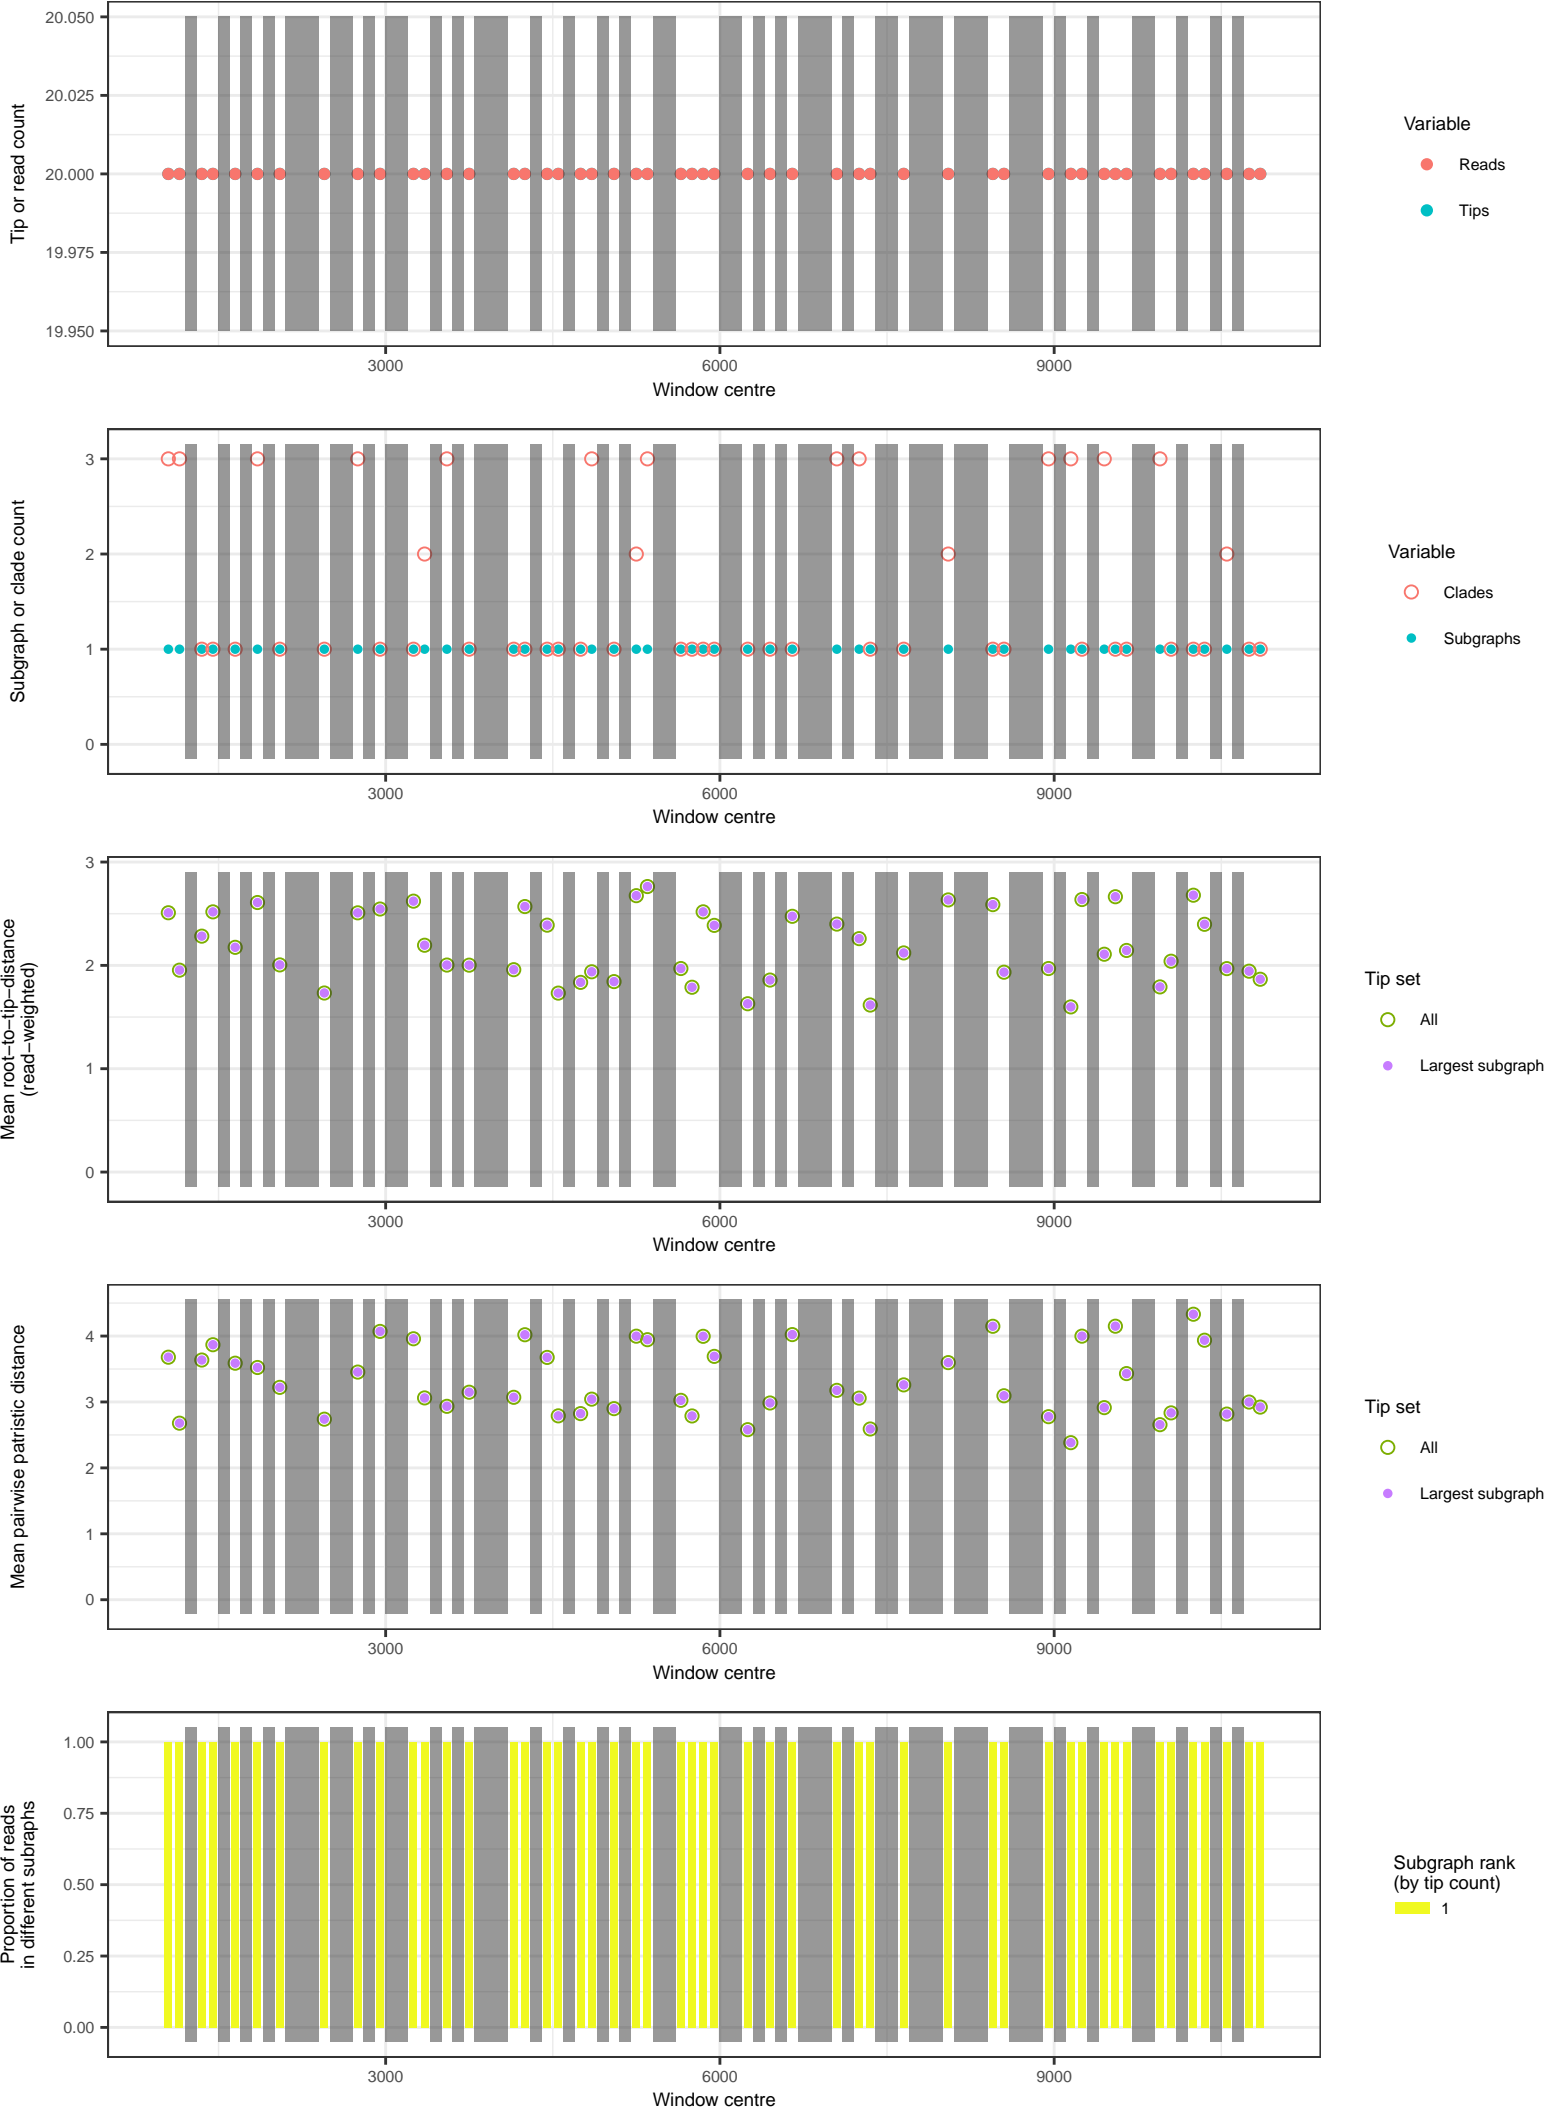 20.050
20.025
20.000
19.975
19.950
Tip or read count
3000
6000
9000
Window centre
Variable
Reads
Tips
3
2
1
0
Subgraph or clade count
3000
6000
9000
Window centre
Variable
Clades
Subgraphs
3
2
1
0
Mean root−to−tip−distance
(read−weighted)
3000
6000
9000
Window centre
Tip set
All
Largest subgraph
4
3
2
1
0
Mean pairwise patristic distance
3000
6000
9000
Window centre
Tip set
All
Largest subgraph
1.00
0.75
0.50
0.25
0.00
Proportion of reads
in different subraphs
3000
6000
9000
Window centre
Subgraph rank
(by tip count)
1